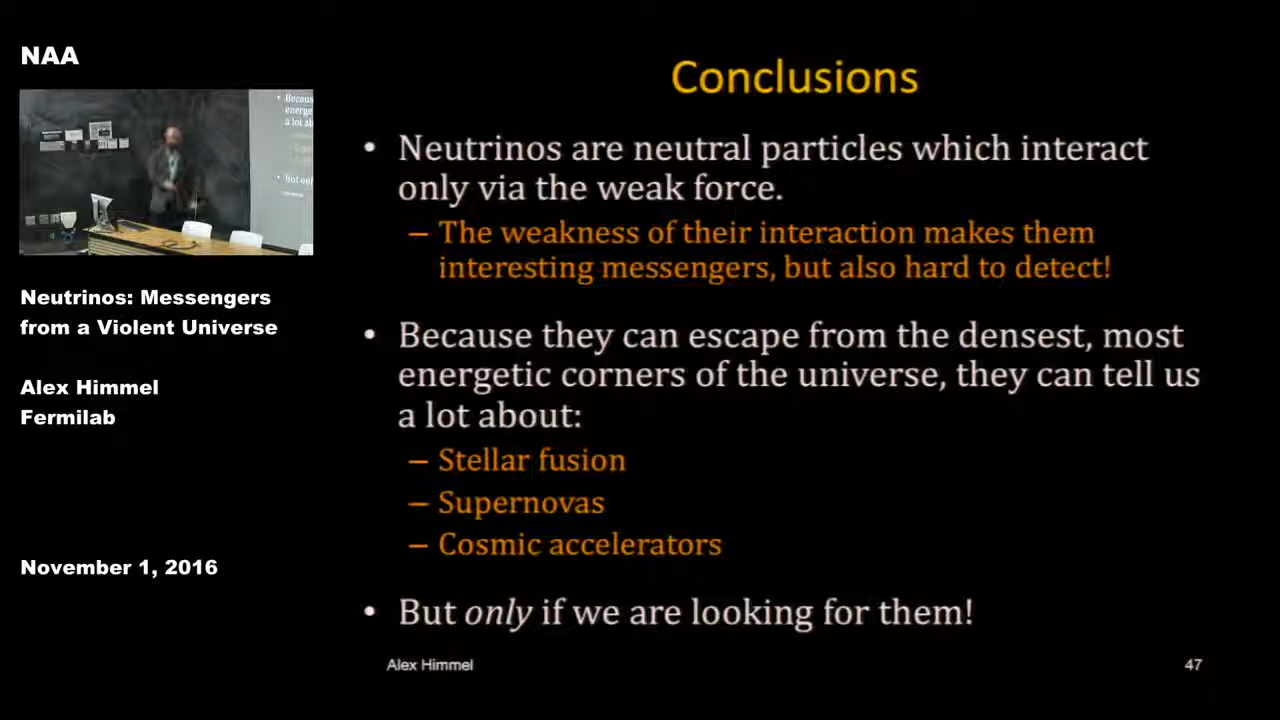 NAA
Neutrinos: Messengers
from a Violent Universe
Alex Himmel
Fermilab
November 1, 2016
Conclusions
• Neutrinos are neutral particles which interact
only via the weak force.
– The weakness of their interaction makes them
interesting messengers, but also hard to detect!
• Because they can escape from the densest, most
energetic corners of the universe, they can tell us
a lot about:
– Stellar fusion
– Supernovas
– Cosmic accelerators
• But only if we are looking for them!
Alex Himmel
47